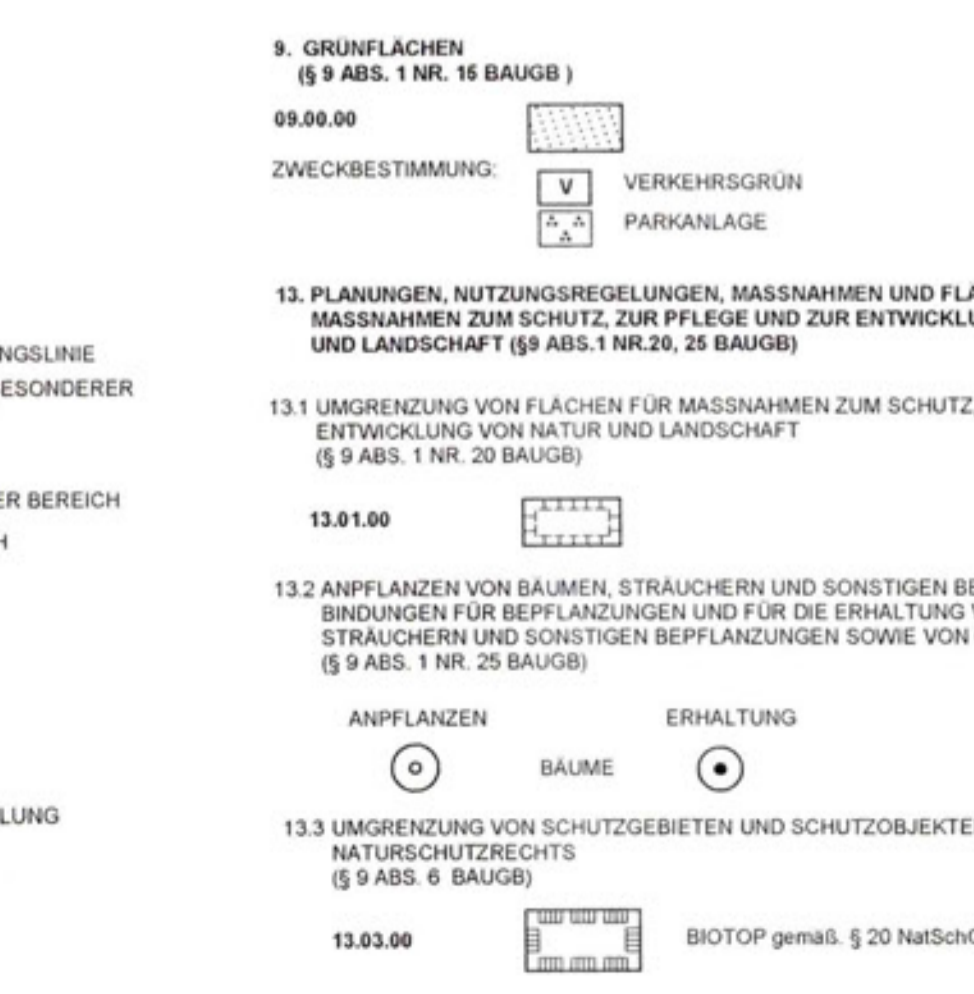 NGSLINIE
ESONDERER
ER BEREICH
H
LUNG
9. GRÜNFLÄCHEN
(§ 9 ABS. 1 NR. 15 BAUGB )
09.00.00
ZWECKBESTIMMUNG:
V VERKEHRSGRÜN
PARKANLAGE
13. PLANUNGEN, NUTZUNGSREGELUNGEN, MASSNAHMEN UND FLÄ
MASSNAHMEN ZUM SCHUTZ, ZUR PFLEGE UND ZUR ENTWICKLU
UND LANDSCHAFT (§9 ABS.1 NR.20, 25 BAUGB)
13.1 UMGRENZUNG VON FLÄCHEN FÜR MASSNAHMEN ZUM SCHUTZ,
ENTWICKLUNG VON NATUR UND LANDSCHAFT
(§ 9 ABS. 1 NR. 20 BAUGB)
13.01.00
13.2 ANPFLANZEN VON BÄUMEN, STRÄUCHERN UND SONSTIGEN BE
BINDUNGEN FÜR BEPFLANZUNGEN UND FÜR DIE ERHALTUNG V
STRÄUCHERN UND SONSTIGEN BEPFLANZUNGEN SOWIE VON
(§ 9 ABS. 1 NR. 25 BAUGB)
ANPFLANZEN ERHALTUNG
BÄUME
13.3 UMGRENZUNG VON SCHUTZGEBIETEN UND SCHUTZOBJEKTE
NATURSCHUTZRECHTS
(§ 9 ABS. 6 BAUGB)
13.03.00 BIOTOP gemäß. § 20 NatSchG